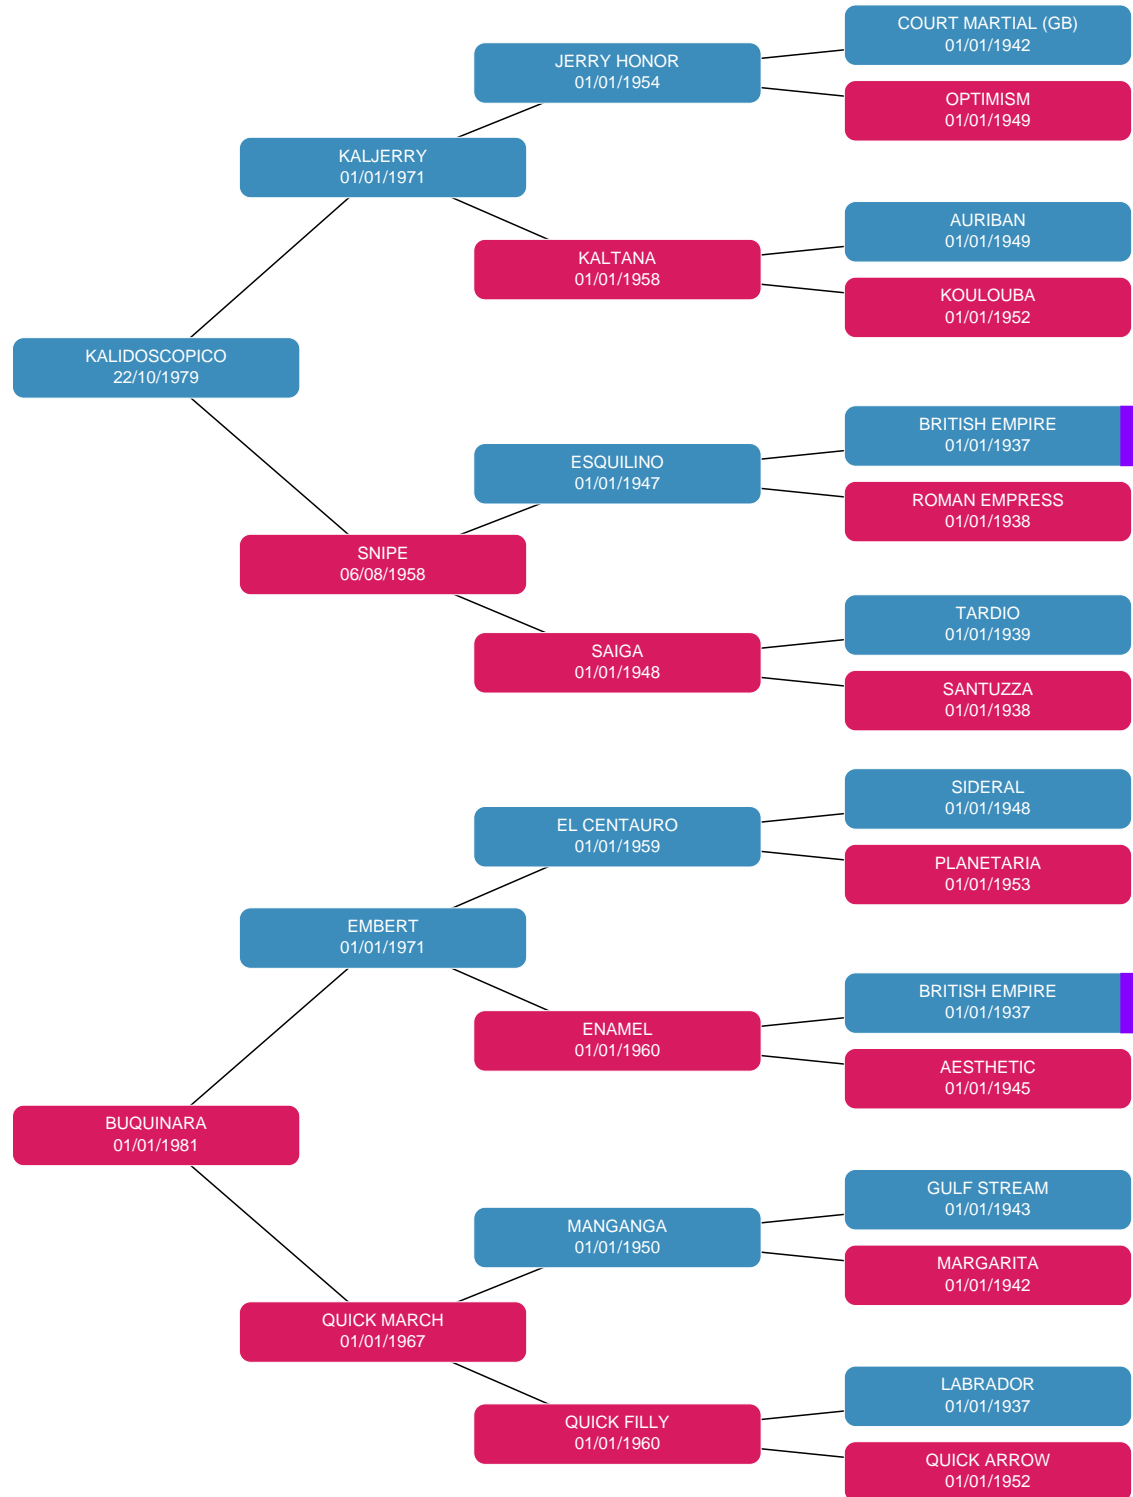 COURT MARTIAL (GB)
01/01/1942
JERRY HONOR
01/01/1954
OPTIMISM
01/01/1949
KALJERRY
01/01/1971
AURIBAN
01/01/1949
KALTANA
01/01/1958
KOULOUBA
01/01/1952
KALIDOSCOPICO
22/10/1979
BRITISH EMPIRE
01/01/1937
ESQUILINO
01/01/1947
ROMAN EMPRESS
01/01/1938
SNIPE
06/08/1958
TARDIO
01/01/1939
SAIGA
01/01/1948
SANTUZZA
01/01/1938
SIDERAL
01/01/1948
EL CENTAURO
01/01/1959
PLANETARIA
01/01/1953
EMBERT
01/01/1971
BRITISH EMPIRE
01/01/1937
ENAMEL
01/01/1960
AESTHETIC
01/01/1945
BUQUINARA
01/01/1981
GULF STREAM
01/01/1943
MANGANGA
01/01/1950
MARGARITA
01/01/1942
QUICK MARCH
01/01/1967
LABRADOR
01/01/1937
QUICK FILLY
01/01/1960
QUICK ARROW
01/01/1952